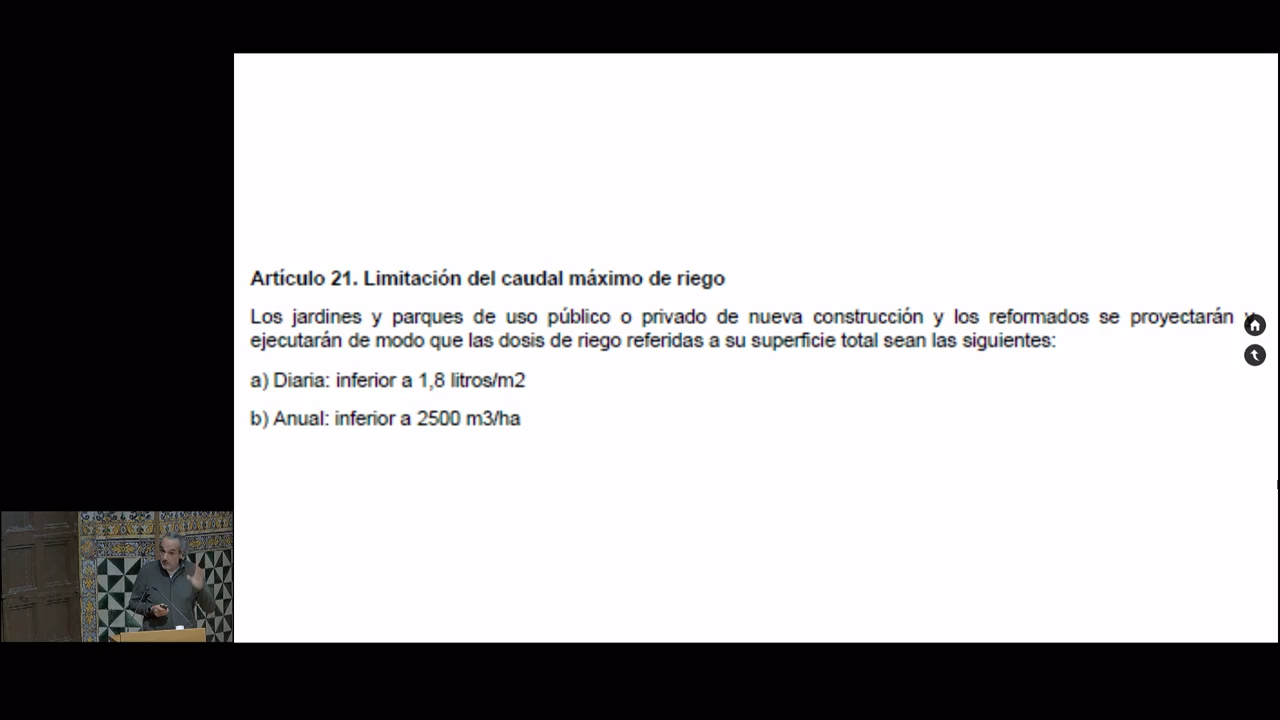 Artículo 21. Limitación del caudal máximo de riego
Los jardines y parques de uso público o privado de nueva construcción y los reformados se proyectarán y
ejecutarán de modo que las dosis de riego referidas a su superficie total sean las siguientes:
a) Diaria: inferior a 1,8 litros/m2
b) Anual: inferior a 2500 m3/ha